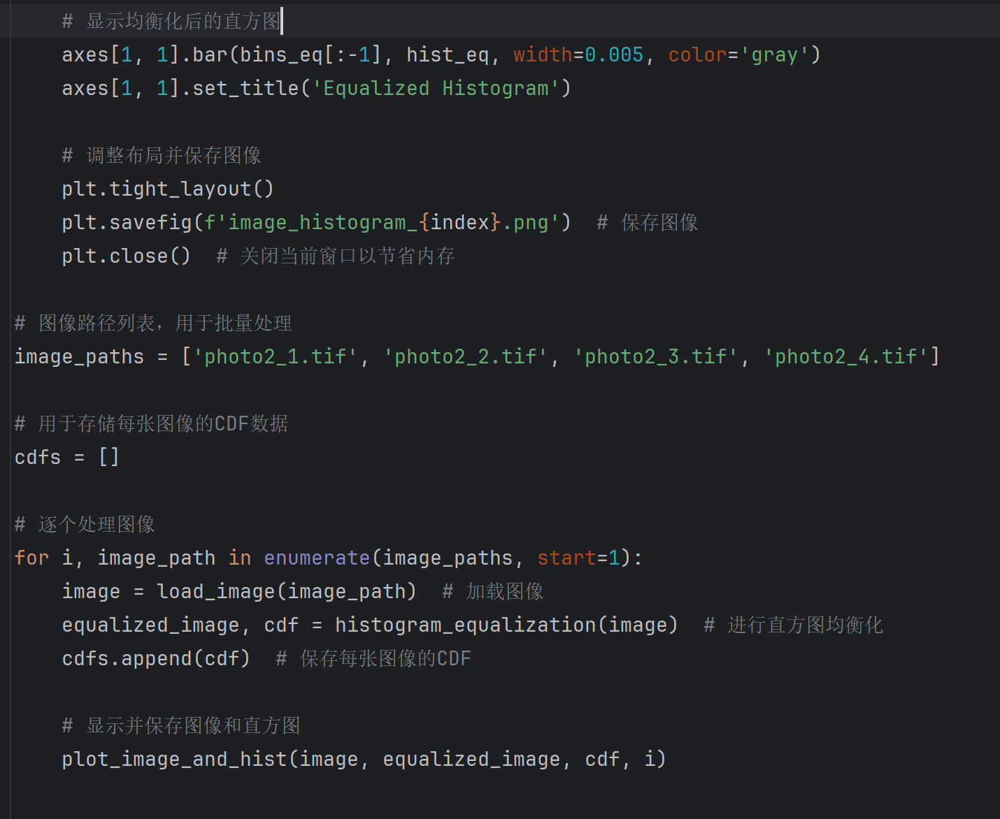 # 显示均衡化后的直方图
axes[1, 1].bar(bins_eq[:-1], hist_eq, width=0.005, color='gray')
axes[1, 1].set_title('Equalized Histogram')
# 调整布局并保存图像
plt.tight_layout()
plt.savefig(f'image_histogram_{index}.png')  # 保存图像
plt.close()  # 关闭当前窗口以节省内存
# 图像路径列表，用于批量处理
image_paths = ['photo2_1.tif', 'photo2_2.tif', 'photo2_3.tif', 'photo2_4.tif']
# 用于存储每张图像的CDF数据
cdfs = []
# 逐个处理图像
for i, image_path in enumerate(image_paths, start=1):
image = load_image(image_path)  # 加载图像
equalized_image, cdf = histogram_equalization(image)  # 进行直方图均衡化
cdfs.append(cdf)  # 保存每张图像的CDF
# 显示并保存图像和直方图
plot_image_and_hist(image, equalized_image, cdf, i)